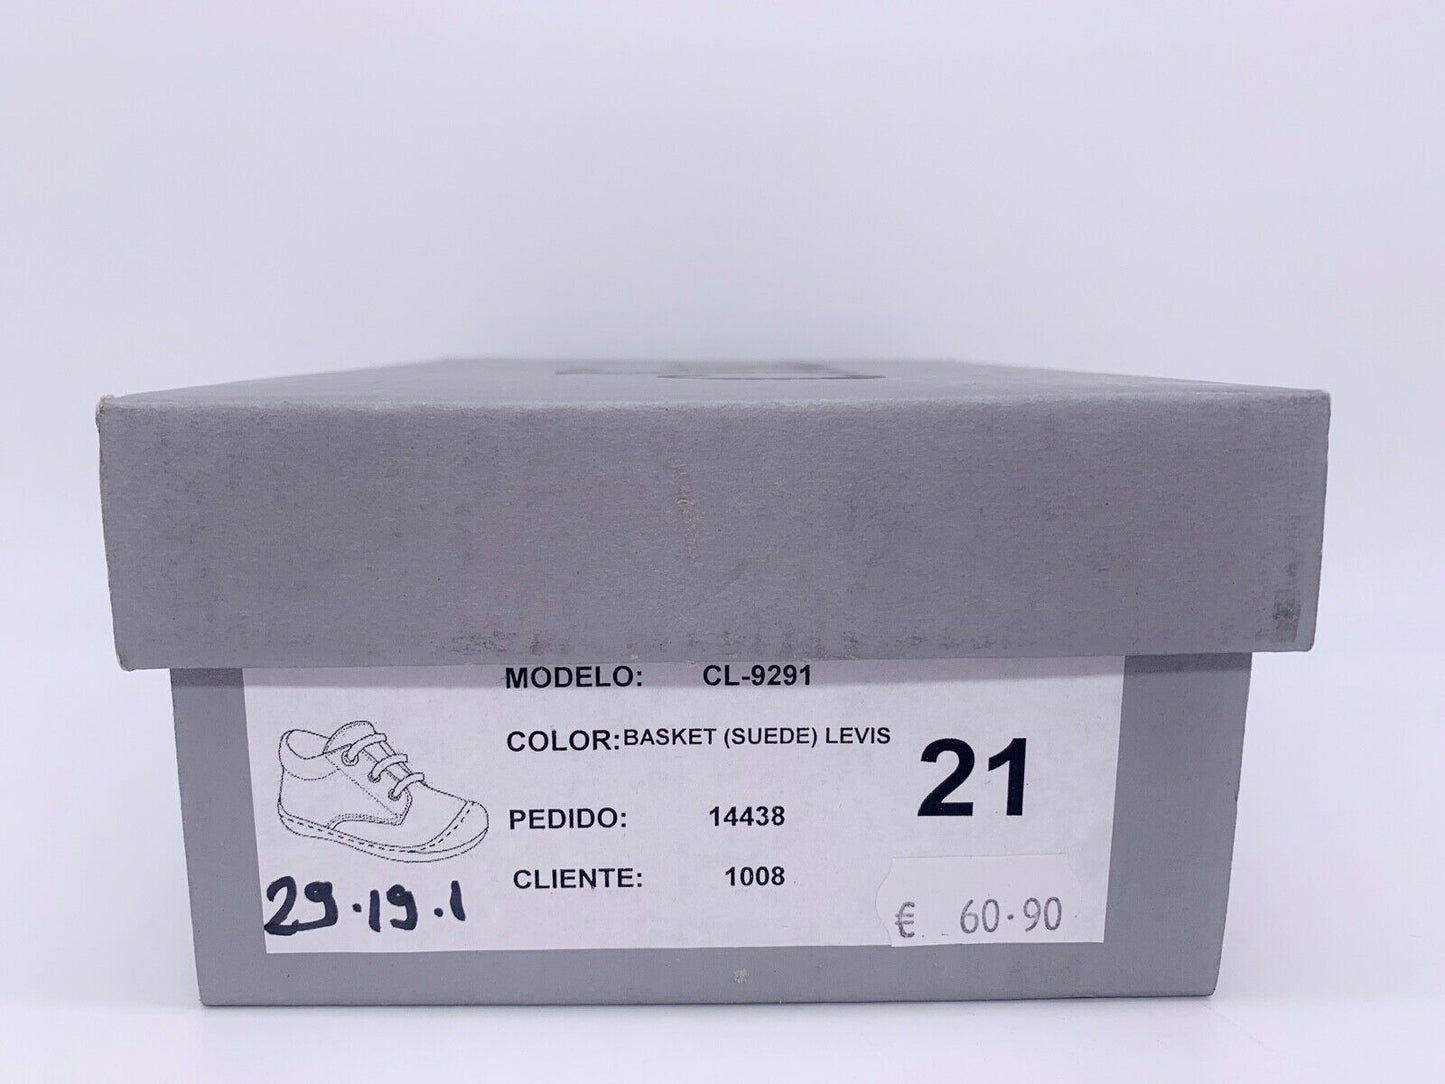 MODELO: CL-9291
COLOR: BASKET (SUEDE) LEVIS
21
PEDIDO: 14438
CLIENTE: 1008
29.19.1
€ 60.90